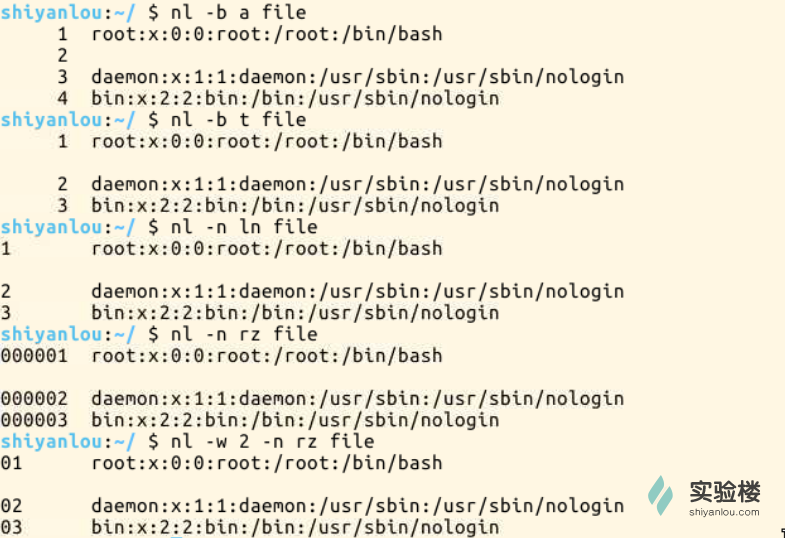 shiyanlou:~/ $ nl -b a file
     1  root:x:0:0:root:/root:/bin/bash
     2
     3  daemon:x:1:1:daemon:/usr/sbin:/usr/sbin/nologin
     4  bin:x:2:2:bin:/bin:/usr/sbin/nologin
shiyanlou:~/ $ nl -b t file
     1  root:x:0:0:root:/root:/bin/bash

     2  daemon:x:1:1:daemon:/usr/sbin:/usr/sbin/nologin
     3  bin:x:2:2:bin:/bin:/usr/sbin/nologin
shiyanlou:~/ $ nl -n ln file
1       root:x:0:0:root:/root:/bin/bash

2       daemon:x:1:1:daemon:/usr/sbin:/usr/sbin/nologin
3       bin:x:2:2:bin:/bin:/usr/sbin/nologin
shiyanlou:~/ $ nl -n rz file
000001  root:x:0:0:root:/root:/bin/bash

000002  daemon:x:1:1:daemon:/usr/sbin:/usr/sbin/nologin
000003  bin:x:2:2:bin:/bin:/usr/sbin/nologin
shiyanlou:~/ $ nl -w 2 -n rz file
01      root:x:0:0:root:/root:/bin/bash

02      daemon:x:1:1:daemon:/usr/sbin:/usr/sbin/nologin
03      bin:x:2:2:bin:/bin:/usr/sbin/nologin
实验楼
shiyanlou.com